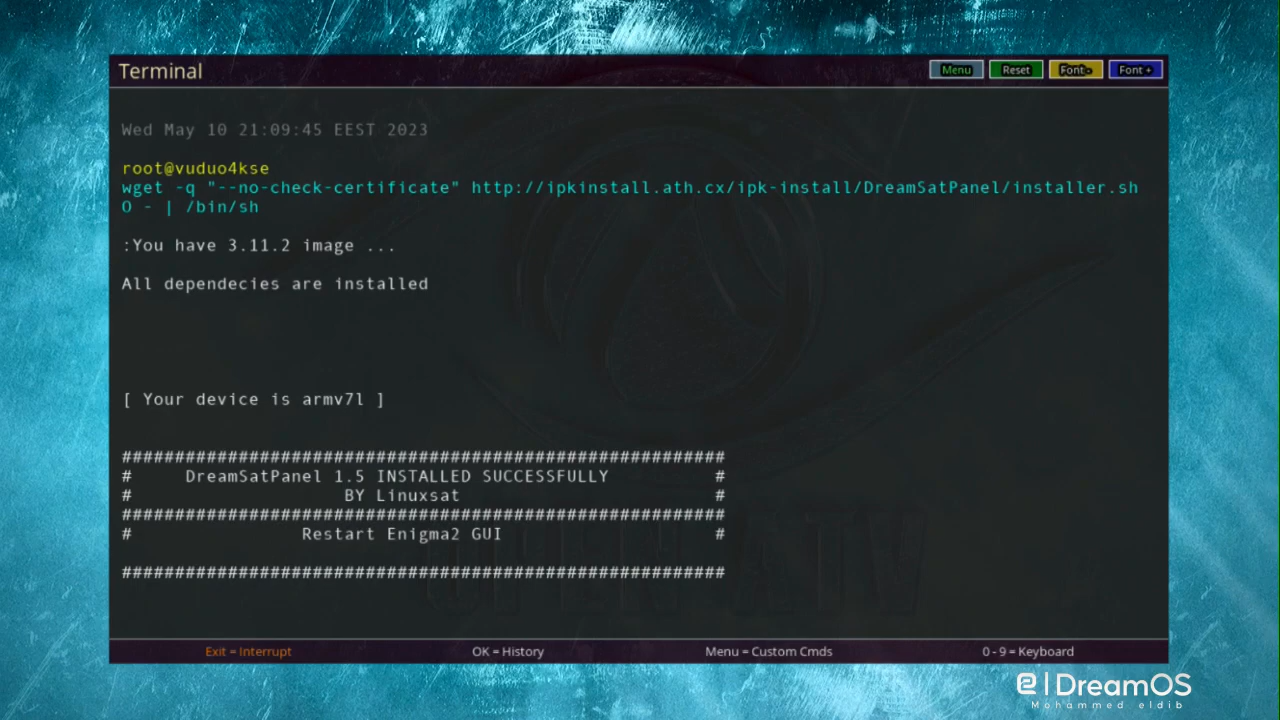 Terminal
Menu
Reset
Font -
Font +
Wed May 10 21:09:45 EEST 2023
root@vuduo4kse
wget -q "--no-check-certificate" http://ipkinstall.ath.cx/ipk-install/DreamSatPanel/installer.sh
O - | /bin/sh
:You have 3.11.2 image ...
All dependecies are installed
[ Your device is armv7l ]
#########################################################
# DreamSatPanel 1.5 INSTALLED SUCCESSFULLY #
# BY Linuxsat #
#########################################################
# Restart Enigma2 GUI #
#########################################################
OPEN ATV
Exit = Interrupt
OK = History
Menu = Custom Cmds
0 - 9 = Keyboard
DreamOS
Mohammed eldib